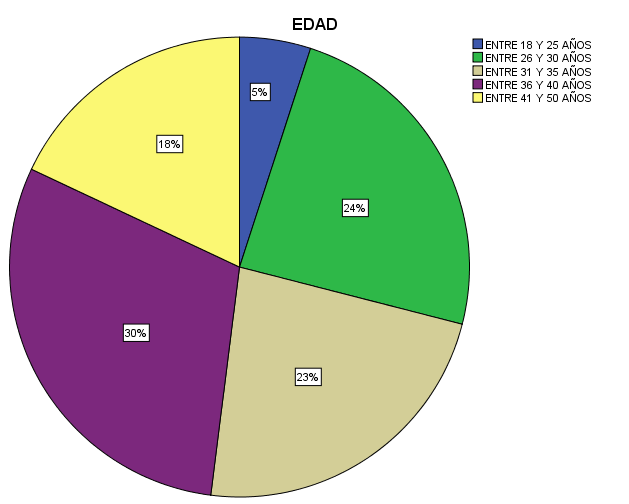 EDAD
ENTRE 18 Y 25 AÑOS
ENTRE 26 Y 30 AÑOS
ENTRE 31 Y 35 AÑOS
ENTRE 36 Y 40 AÑOS
ENTRE 41 Y 50 AÑOS
5%
18%
24%
30%
23%